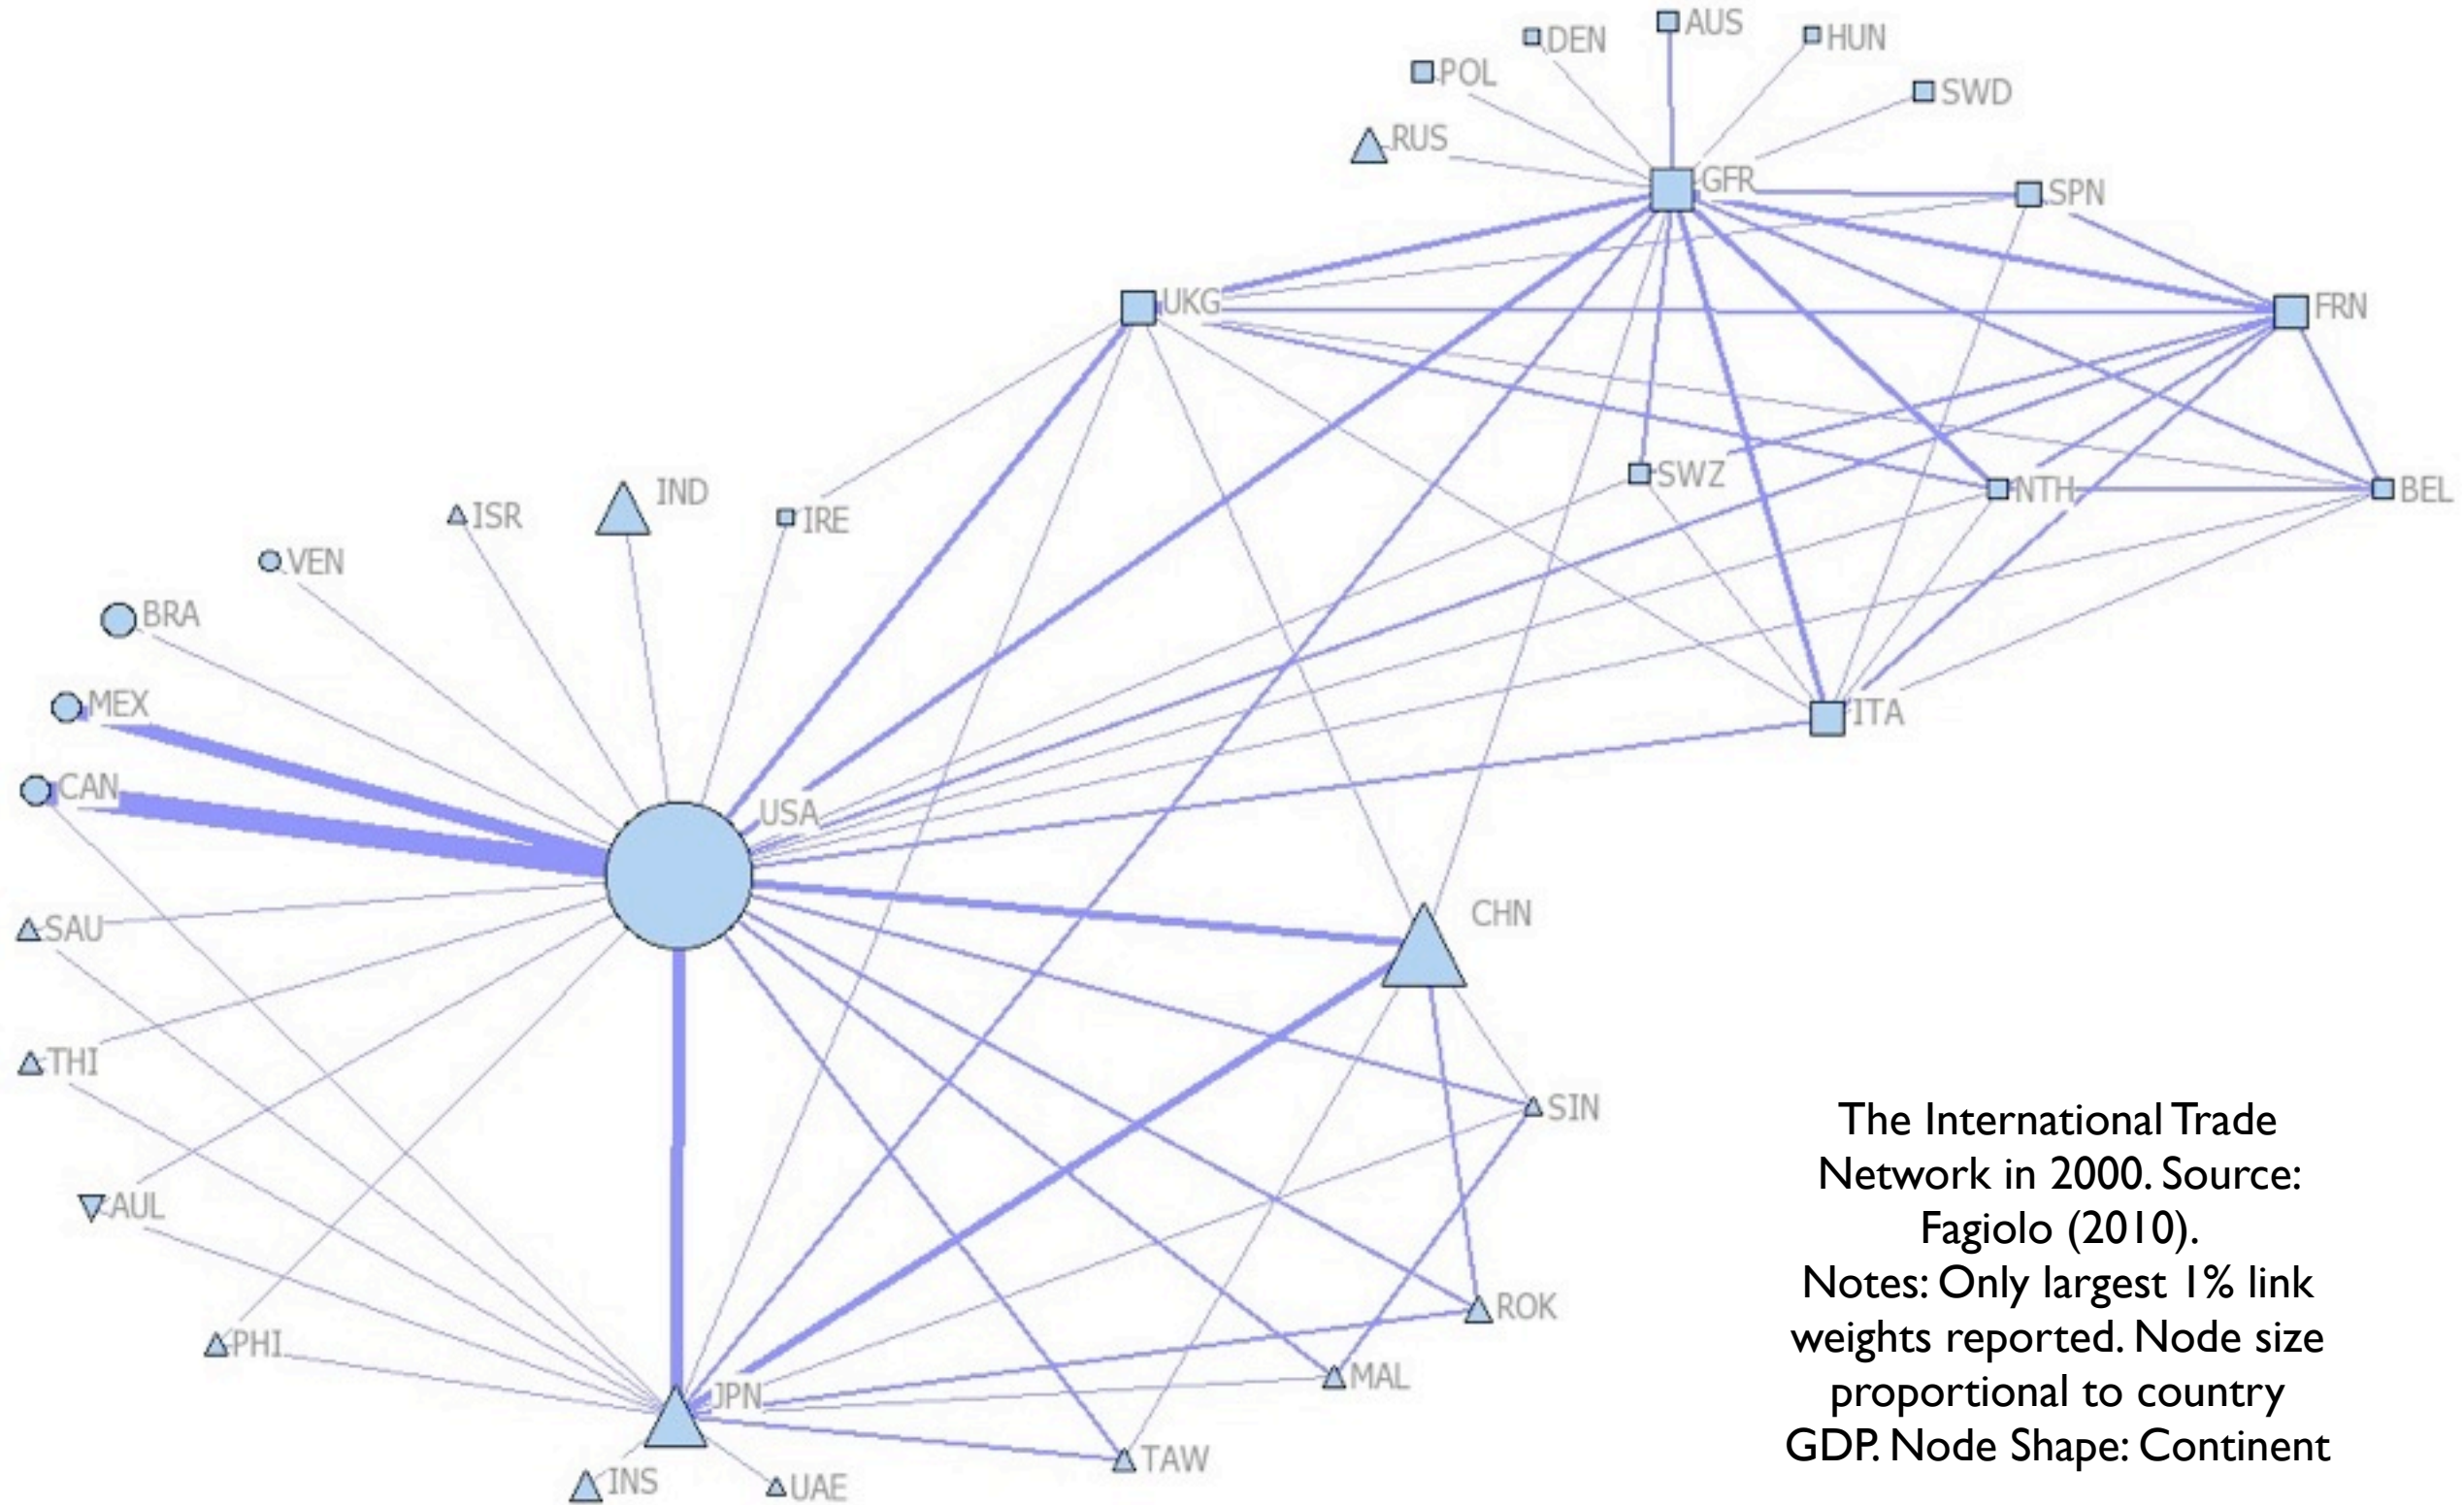 AUS
DEN
HUN
POL
SWD
RUS
GFR
SPN
UKG
FRN
SWZ
NTH
BEL
IND
ISR
IRE
VEN
BRA
MEX
ITA
CAN
USA
CHN
SAU
THI
SIN
AUL
ROK
PHI
MAL
JPN
TAW
INS
UAE
The International Trade
Network in 2000. Source:
Fagiolo (2010).
Notes: Only largest 1% link
weights reported. Node size
proportional to country
GDP. Node Shape: Continent